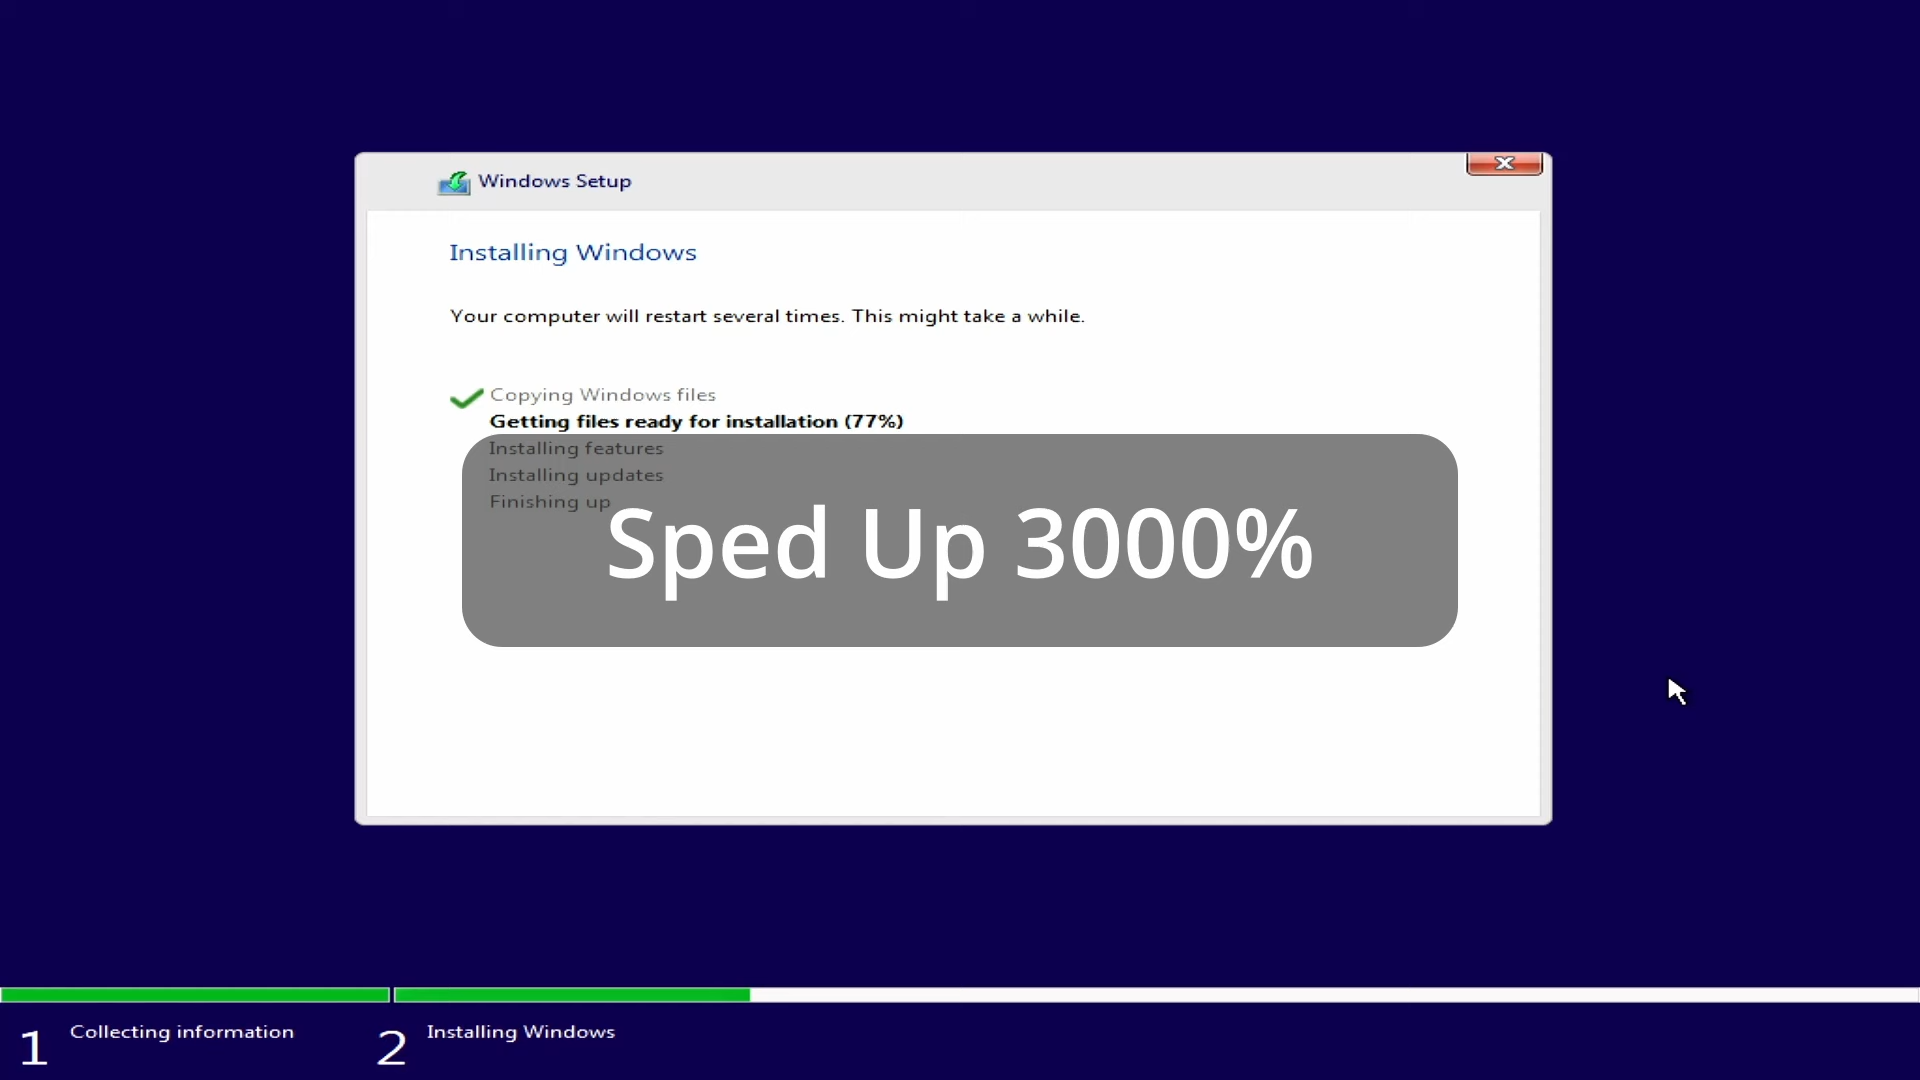 Windows Setup
Installing Windows
Your computer will restart several times. This might take a while.
Copying Windows files
Getting files ready for installation (77%)
Installing features
Installing updates
Finishing up
Sped Up 3000%
1 Collecting information
2 Installing Windows